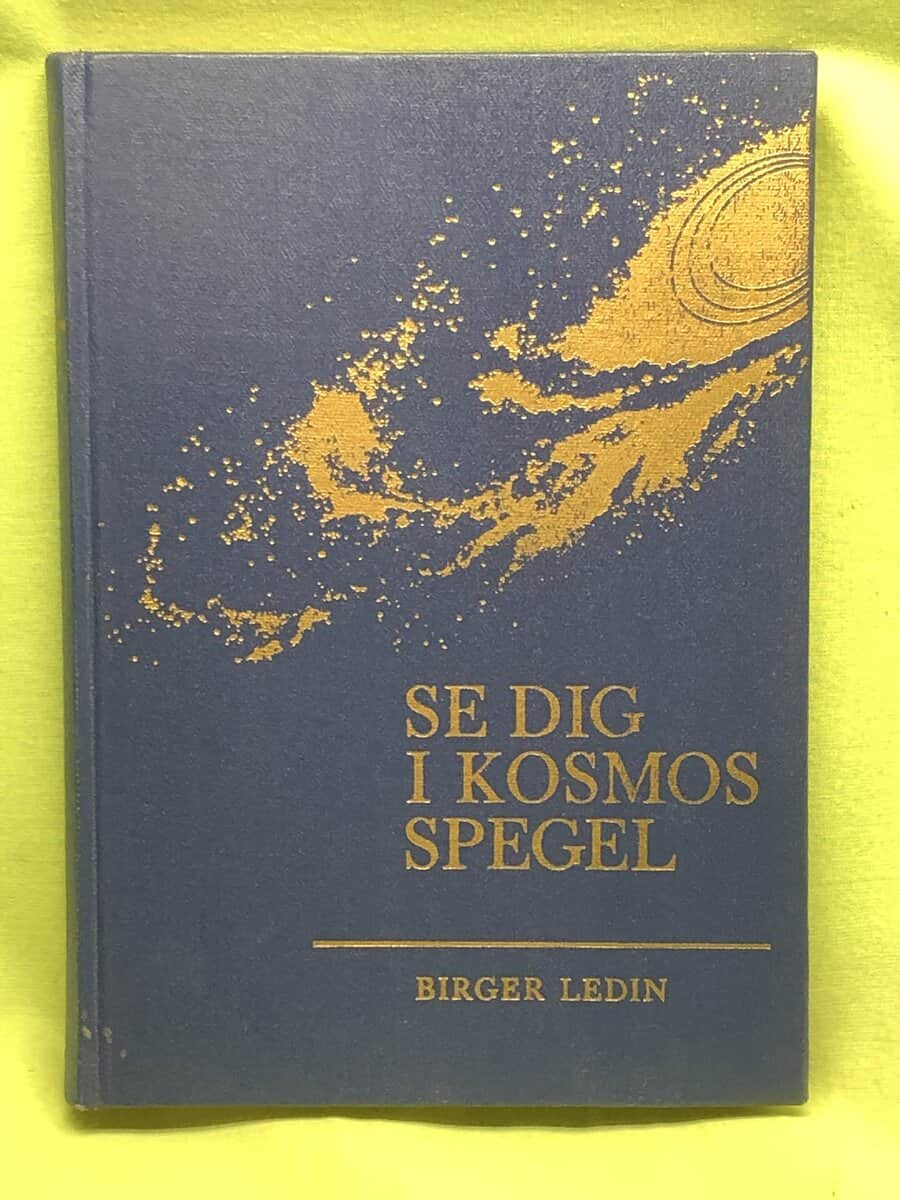 SE DIG
I KOSMOS
SPEGEL
BIRGER LEDIN